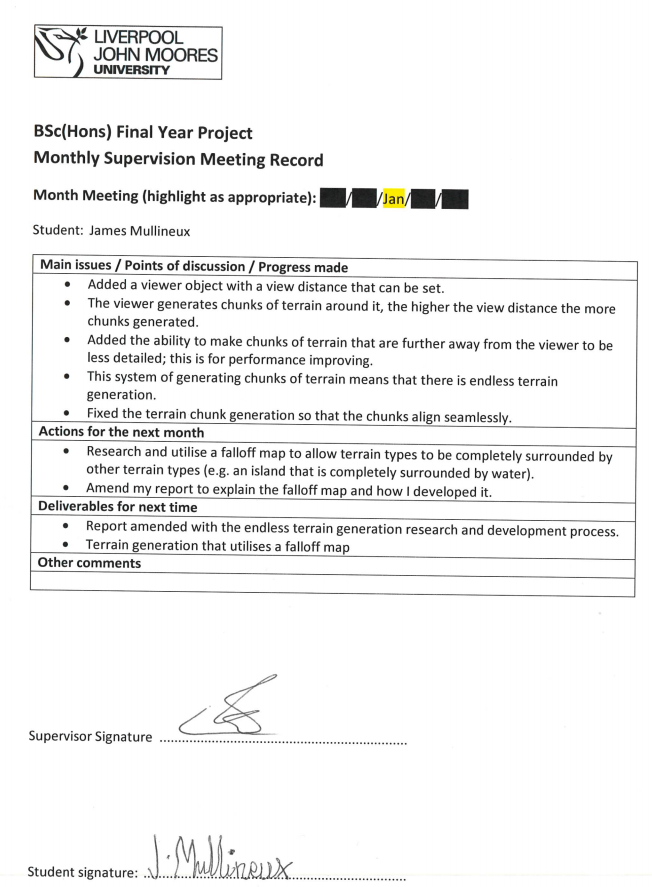 LIVERPOOL
JOHN MOORES
UNIVERSITY
BSc(Hons) Final Year Project
Monthly Supervision Meeting Record
Month Meeting (highlight as appropriate): / /Jan/ /
Student: James Mullineux
Main issues / Points of discussion / Progress made
• Added a viewer object with a view distance that can be set.
• The viewer generates chunks of terrain around it, the higher the view distance the more
chunks generated.
• Added the ability to make chunks of terrain that are further away from the viewer to be
less detailed; this is for performance improving.
• This system of generating chunks of terrain means that there is endless terrain
generation.
• Fixed the terrain chunk generation so that the chunks align seamlessly.
Actions for the next month
• Research and utilise a falloff map to allow terrain types to be completely surrounded by
other terrain types (e.g. an island that is completely surrounded by water).
• Amend my report to explain the falloff map and how I developed it.
Deliverables for next time
• Report amended with the endless terrain generation research and development process.
• Terrain generation that utilises a falloff map
Other comments
Supervisor Signature ................................................
Student signature: J.Mullineux